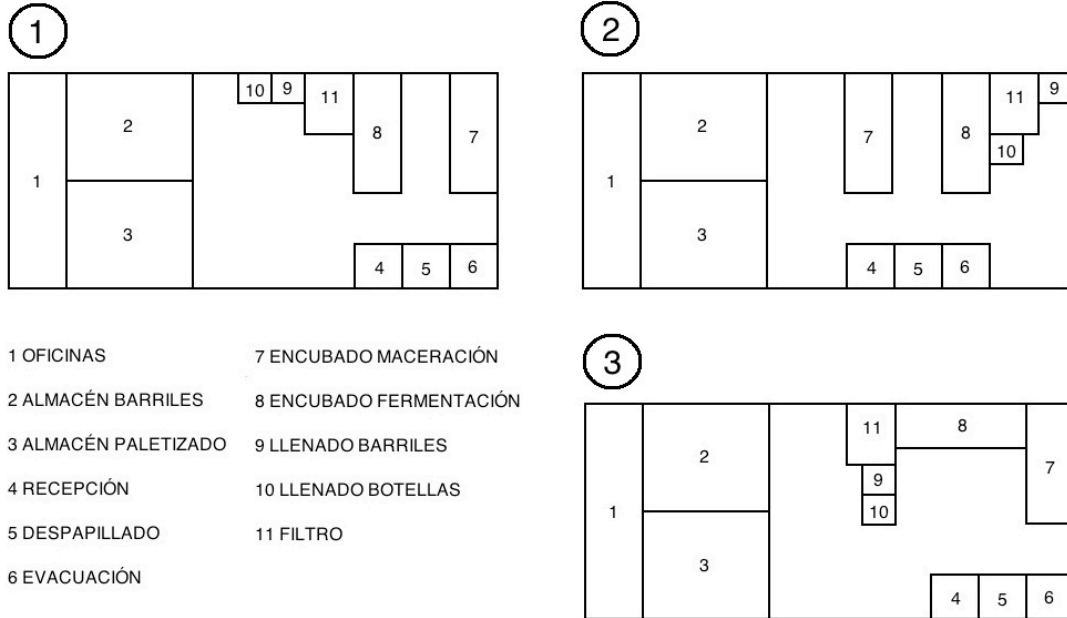 1
10 9 11
2 8 7
1
3
4 5 6
2
9
11
2 7 8
10
1
3
4 5 6
1 OFICINAS
2 ALMACÉN BARRILES
3 ALMACÉN PALETIZADO
4 RECEPCIÓN
5 DESPAPILLADO
6 EVACUACIÓN
7 ENCUBADO MACERACIÓN
8 ENCUBADO FERMENTACIÓN
9 LLENADO BARRILES
10 LLENADO BOTELLAS
11 FILTRO
3
11 8
2 7
9
10
1
3
4 5 6